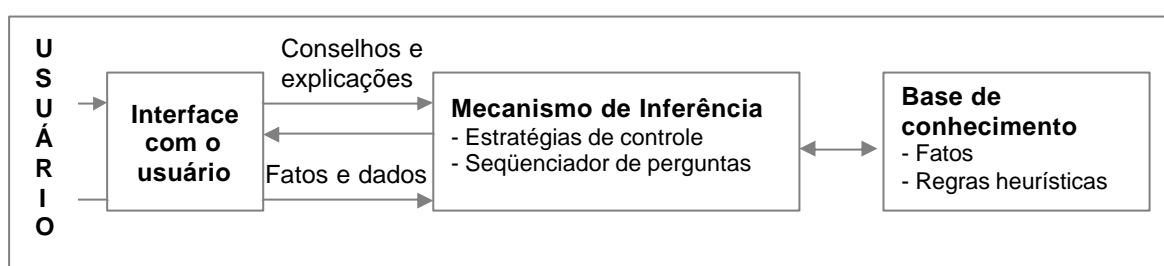 USUÁRIO
Conselhos e
explicações
Interface
com o
usuário
Fatos e dados
Mecanismo de Inferência
- Estratégias de controle
- Seqüenciador de perguntas
Base de
conhecimento
- Fatos
- Regras heurísticas